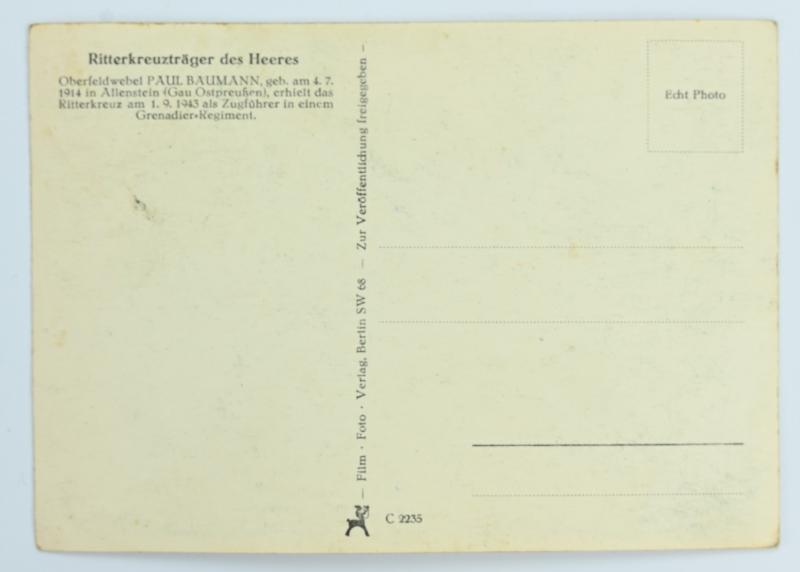 Ritterkreuzträger des Heeres
Oberfeldwebel PAUL BAUMANN, geb. am 4. 7.
1914 in Allenstein (Gau Ostpreußen), erhielt das
Ritterkreuz am 1. 9. 1943 als Zugführer in einem
Grenadier-Regiment.
— Film · Foto · Verlag, Berlin SW 68 — Zur Veröffentlichung freigegeben —
Echt Photo
C 2235